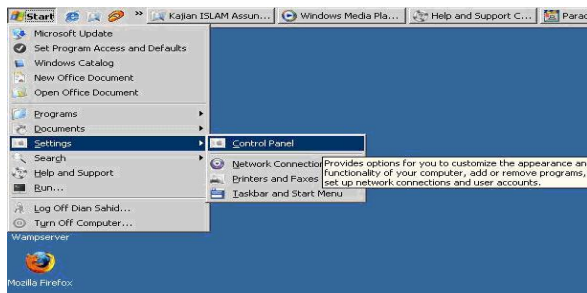 Start » Kajian ISLAM Assun... Windows Media Pla... Help and Support C... Parad
Microsoft Update
Set Program Access and Defaults
Windows Catalog
New Office Document
Open Office Document
Programs
Documents
Settings
Search
Help and Support
Run...
Log Off Dian Sahid...
Turn Off Computer...
Control Panel
Network Connection
Printers and Faxes
Taskbar and Start Menu
Provides options for you to customize the appearance an
functionality of your computer, add or remove programs,
set up network connections and user accounts.
Wampserver
Mozilla Firefox